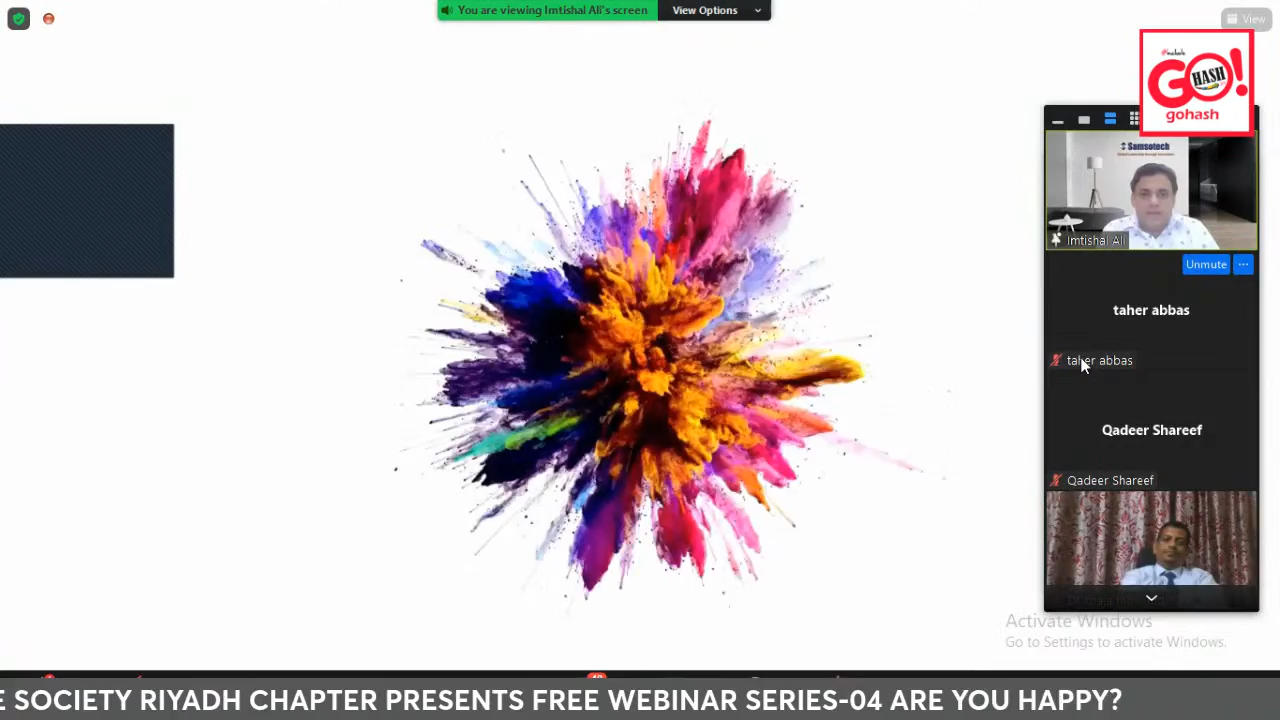 You are viewing Imtishal Ali's screen
View Options
View
GO!
HASH
gohash
Samsotech
Imtishal Ali
Unmute
...
taher abbas
taher abbas
Qadeer Shareef
Qadeer Shareef
Activate Windows
Go to Settings to activate Windows.
E SOCIETY RIYADH CHAPTER PRESENTS FREE WEBINAR SERIES-04 ARE YOU HAPPY?